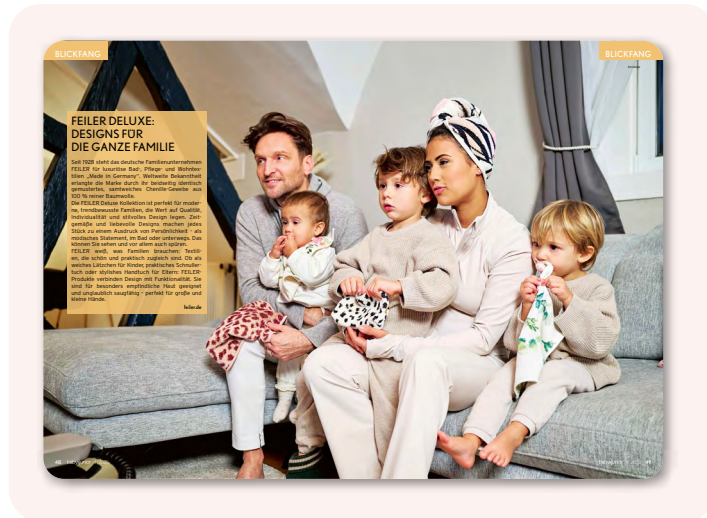 BLICKFANG
BLICKFANG
FEILER DELUXE:
DESIGNS FÜR
DIE GANZE FAMILIE
Seit 1928 steht das deutsche Familienunternehmen
FEILER für luxuriöse Bad-, Pflege- und Wohntex-
tilien „Made in Germany“. Weltweite Bekanntheit
erlangte die Marke durch ihr beidseitig identisch
gemustertes, samtweiches Chenille-Gewebe aus
100 % reiner Baumwolle.
Die FEILER Deluxe Kollektion ist perfekt für moder-
ne, trendbewusste Familien, die Wert auf Qualität,
Individualität und stilvolles Design legen. Zeit-
gemäße und liebevolle Designs machen jedes
Stück zu einem Ausdruck von Persönlichkeit - als
modisches Statement, im Bad oder unterwegs. Das
können Sie sehen und vor allem auch spüren.
FEILER weiß, was Familien brauchen: Textili-
en, die schön und praktisch zugleich sind. Ob als
weiches Lätzchen für Kinder, praktisches Schnuller-
tuch oder stylisches Handtuch für Eltern: FEILER-
Produkte verbinden Design mit Funktionalität. Sie
sind für besonders empfindliche Haut geeignet
und unglaublich saugfähig - perfekt für große und
kleine Hände.
feiler.de
48